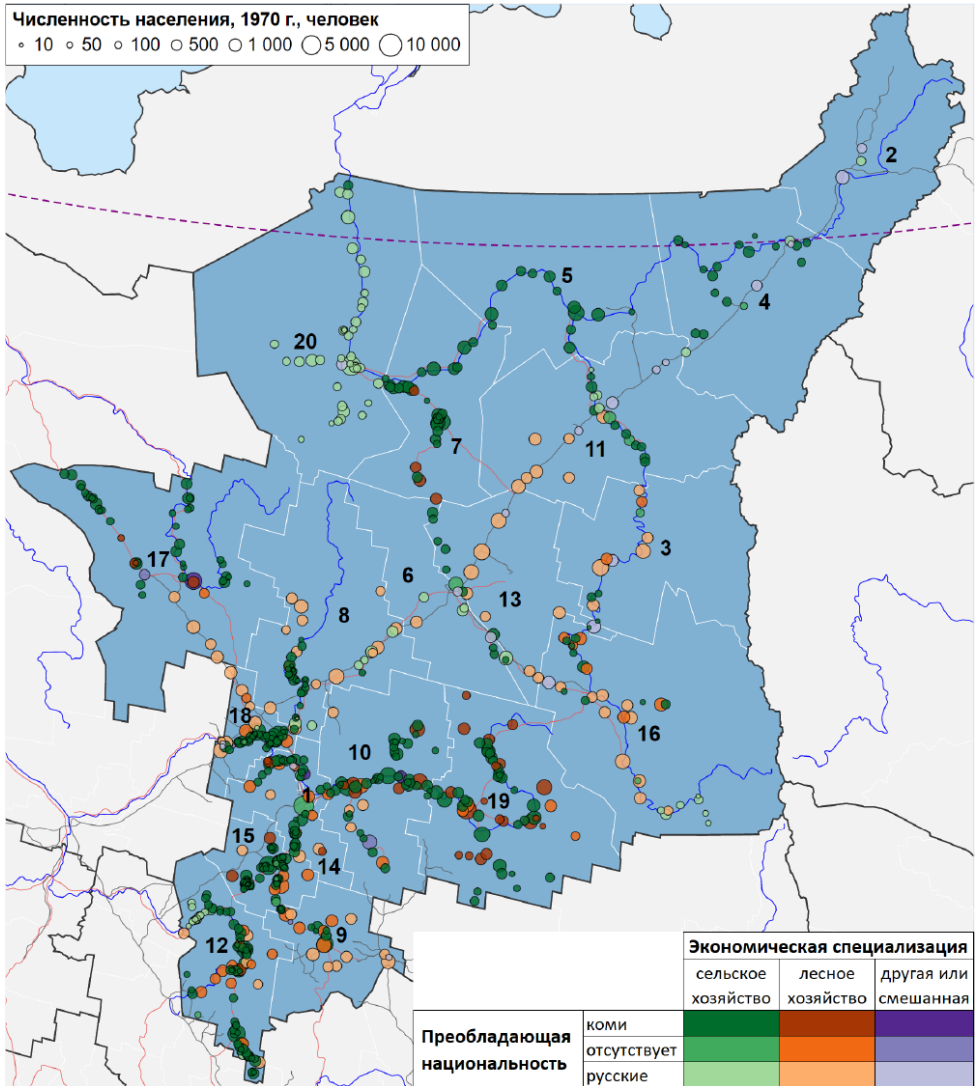 Численность населения, 1970 г., человек
10 50 100 500 1 000 5 000 10 000
2
5
4
20
7
11
17
3
6
13
8
18
16
10
1
19
15
14
12
9
Экономическая специализация
сельское хозяйство
лесное хозяйство
другая или смешанная
Преобладающая национальность
коми
отсутствует
русские